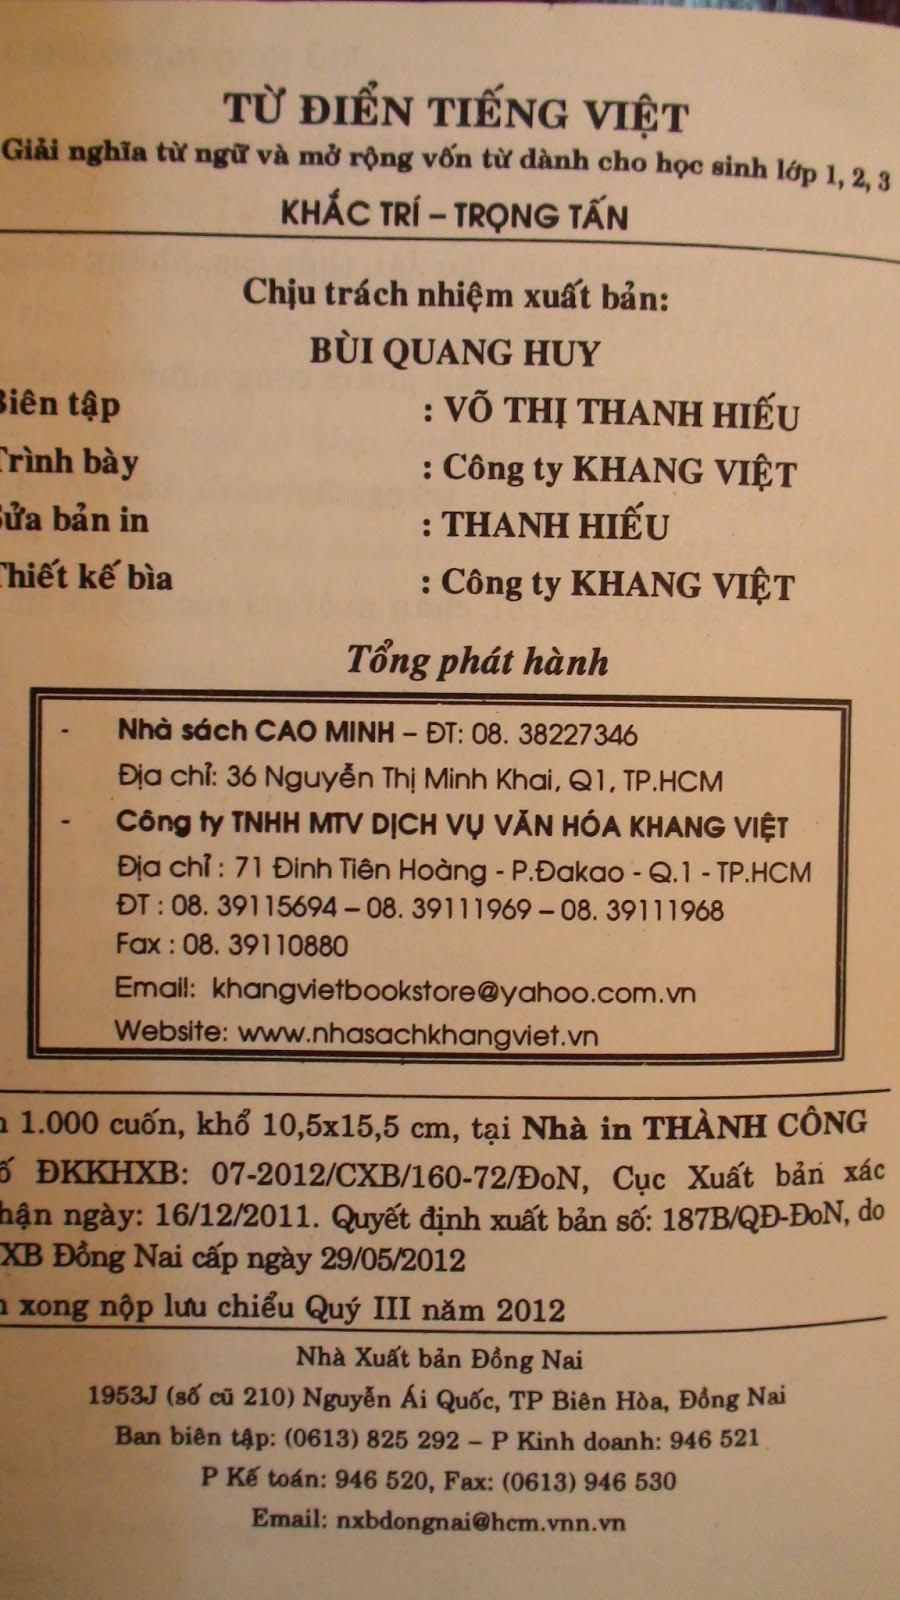 TỪ ĐIỂN TIẾNG VIỆT
Giải nghĩa từ ngữ và mở rộng vốn từ dành cho học sinh lớp 1, 2, 3
KHẮC TRÍ – TRỌNG TẤN
Chịu trách nhiệm xuất bản:
BÙI QUANG HUY
Biên tập : VÕ THỊ THANH HIẾU
Trình bày : Công ty KHANG VIỆT
Sửa bản in : THANH HIẾU
Thiết kế bìa : Công ty KHANG VIỆT
Tổng phát hành
- Nhà sách CAO MINH – ĐT: 08. 38227346
Địa chỉ: 36 Nguyễn Thị Minh Khai, Q1, TP.HCM
- Công ty TNHH MTV DỊCH VỤ VĂN HÓA KHANG VIỆT
Địa chỉ : 71 Đinh Tiên Hoàng - P.Đakao - Q.1 - TP.HCM
ĐT : 08. 39115694 – 08. 39111969 – 08. 39111968
Fax : 08. 39110880
Email: khangvietbookstore@yahoo.com.vn
Website: www.nhasachkhangviet.vn
n 1.000 cuốn, khổ 10,5x15,5 cm, tại Nhà in THÀNH CÔNG
ố ĐKKHXB: 07-2012/CXB/160-72/ĐoN, Cục Xuất bản xác
hận ngày: 16/12/2011. Quyết định xuất bản số: 187B/QĐ-ĐoN, do
XB Đồng Nai cấp ngày 29/05/2012
n xong nộp lưu chiểu Quý III năm 2012
Nhà Xuất bản Đồng Nai
1953J (số cũ 210) Nguyễn Ái Quốc, TP Biên Hòa, Đồng Nai
Ban biên tập: (0613) 825 292 – P Kinh doanh: 946 521
P Kế toán: 946 520, Fax: (0613) 946 530
Email: nxbdongnai@hcm.vnn.vn